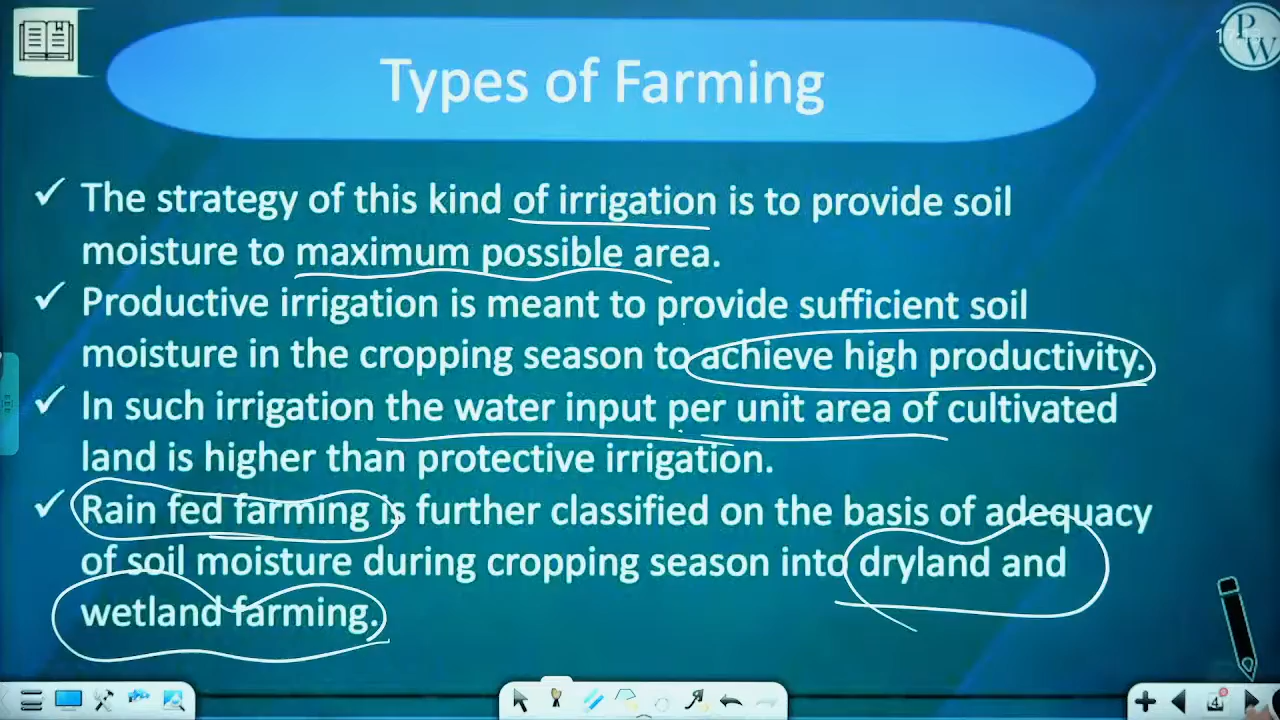 Types of Farming
The strategy of this kind of irrigation is to provide soil
moisture to maximum possible area.
Productive irrigation is meant to provide sufficient soil
moisture in the cropping season to achieve high productivity.
In such irrigation the water input per unit area of cultivated
land is higher than protective irrigation.
Rain fed farming is further classified on the basis of adequacy
of soil moisture during cropping season into dryland and
wetland farming.
PW